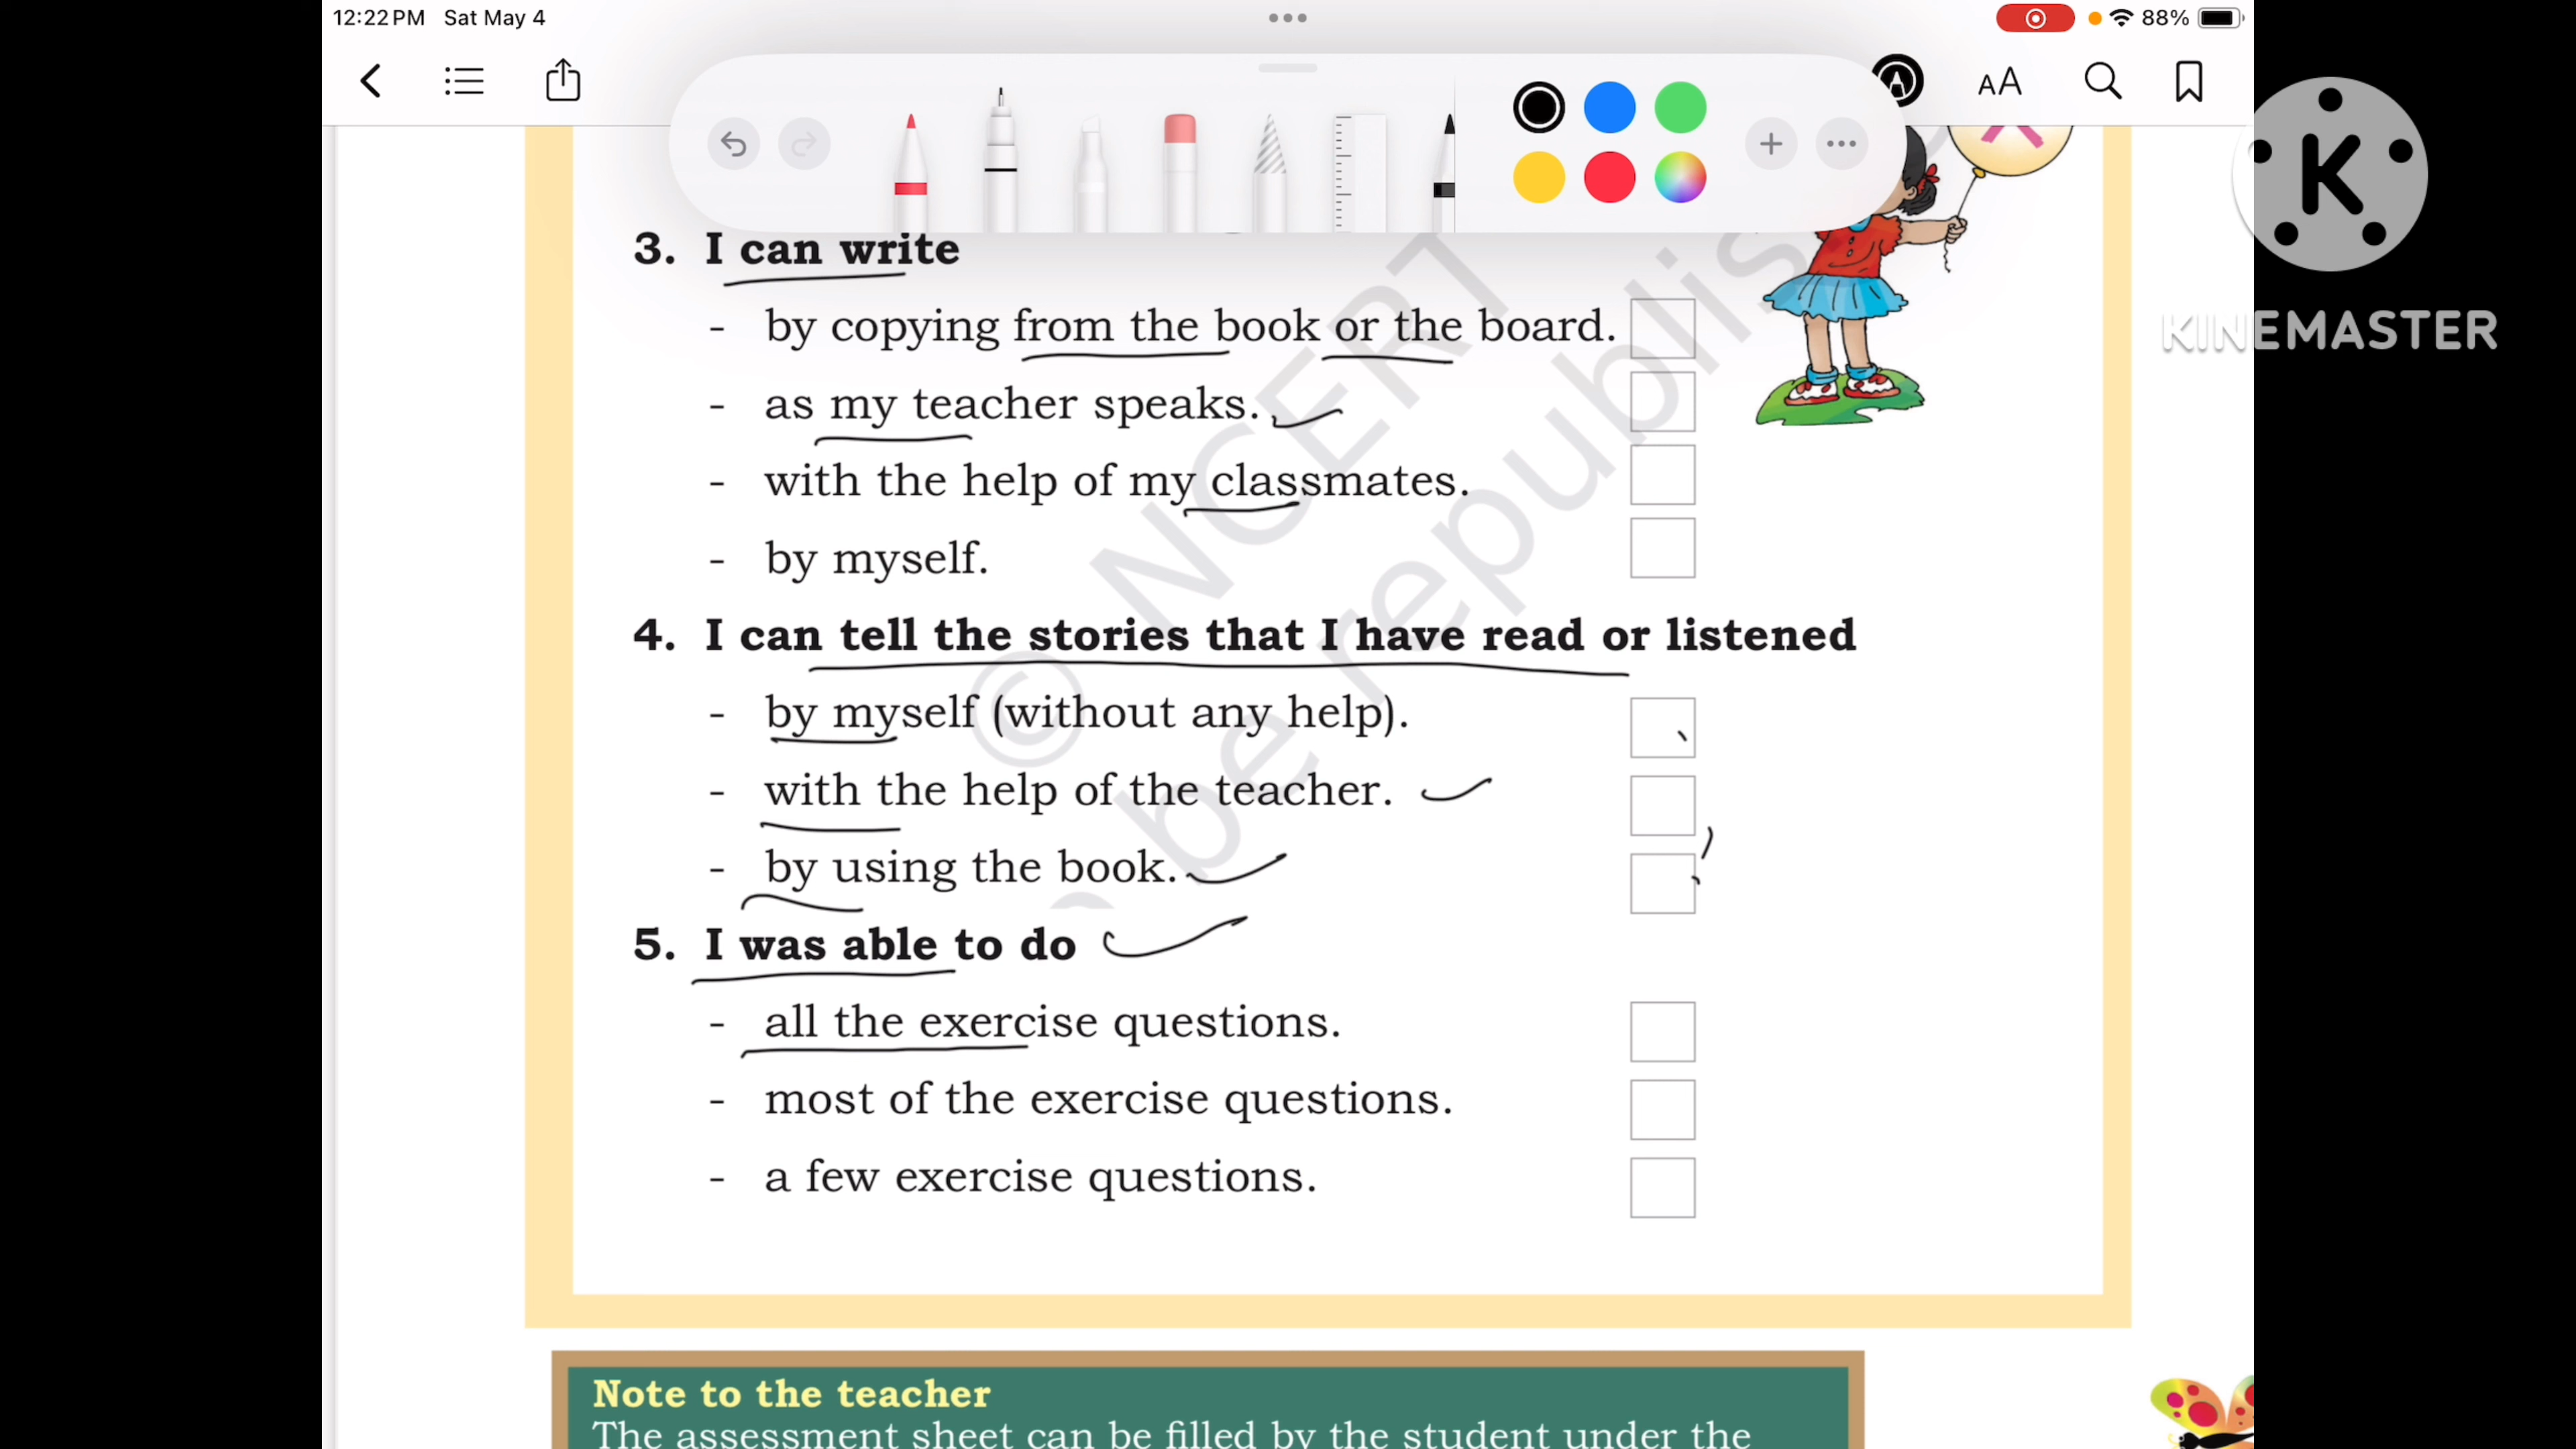 12:22 PM Sat May 4
88%
AA
K
KINEMASTER
3. I can write
- by copying from the book or the board.
- as my teacher speaks.
- with the help of my classmates.
- by myself.
4. I can tell the stories that I have read or listened
- by myself (without any help).
- with the help of the teacher.
- by using the book.
5. I was able to do
- all the exercise questions.
- most of the exercise questions.
- a few exercise questions.
© NCERT
be republis
Note to the teacher
The assessment sheet can be filled by the student under the